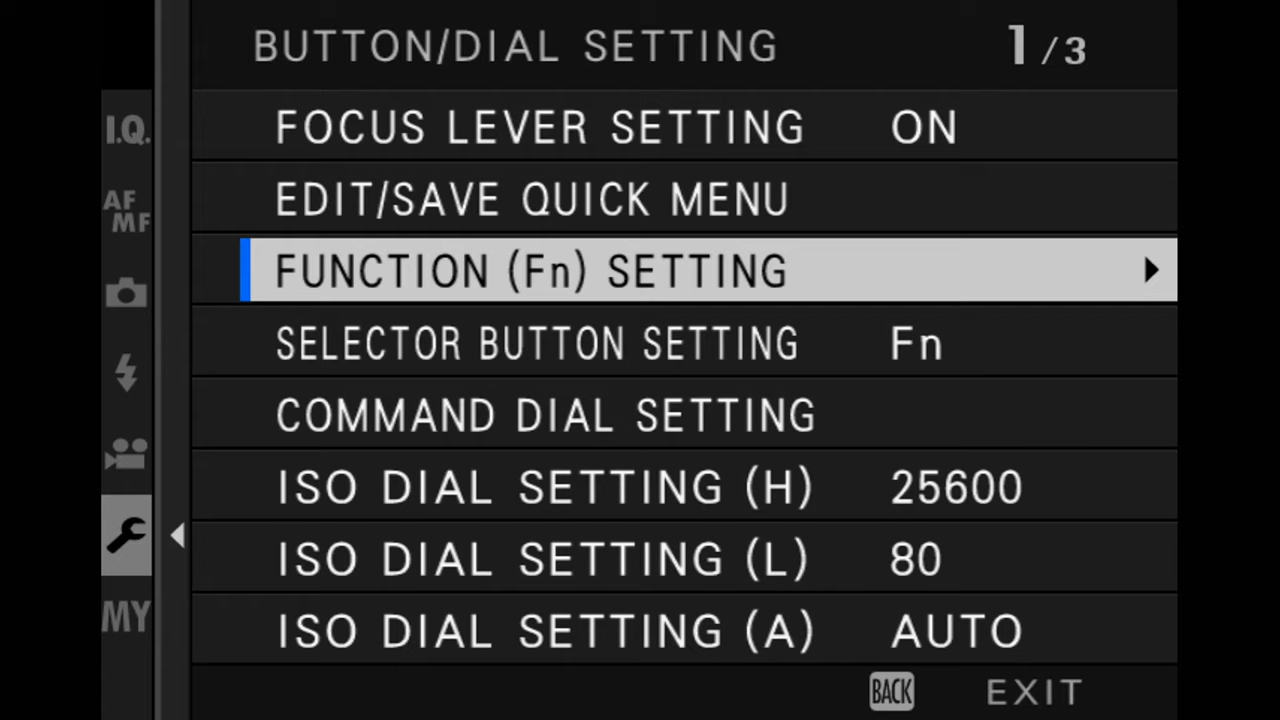 BUTTON/DIAL SETTING 1/3
I.Q.
FOCUS LEVER SETTING ON
AF
MF
EDIT/SAVE QUICK MENU
FUNCTION (Fn) SETTING
SELECTOR BUTTON SETTING Fn
COMMAND DIAL SETTING
ISO DIAL SETTING (H) 25600
ISO DIAL SETTING (L) 80
MY
ISO DIAL SETTING (A) AUTO
BACK EXIT